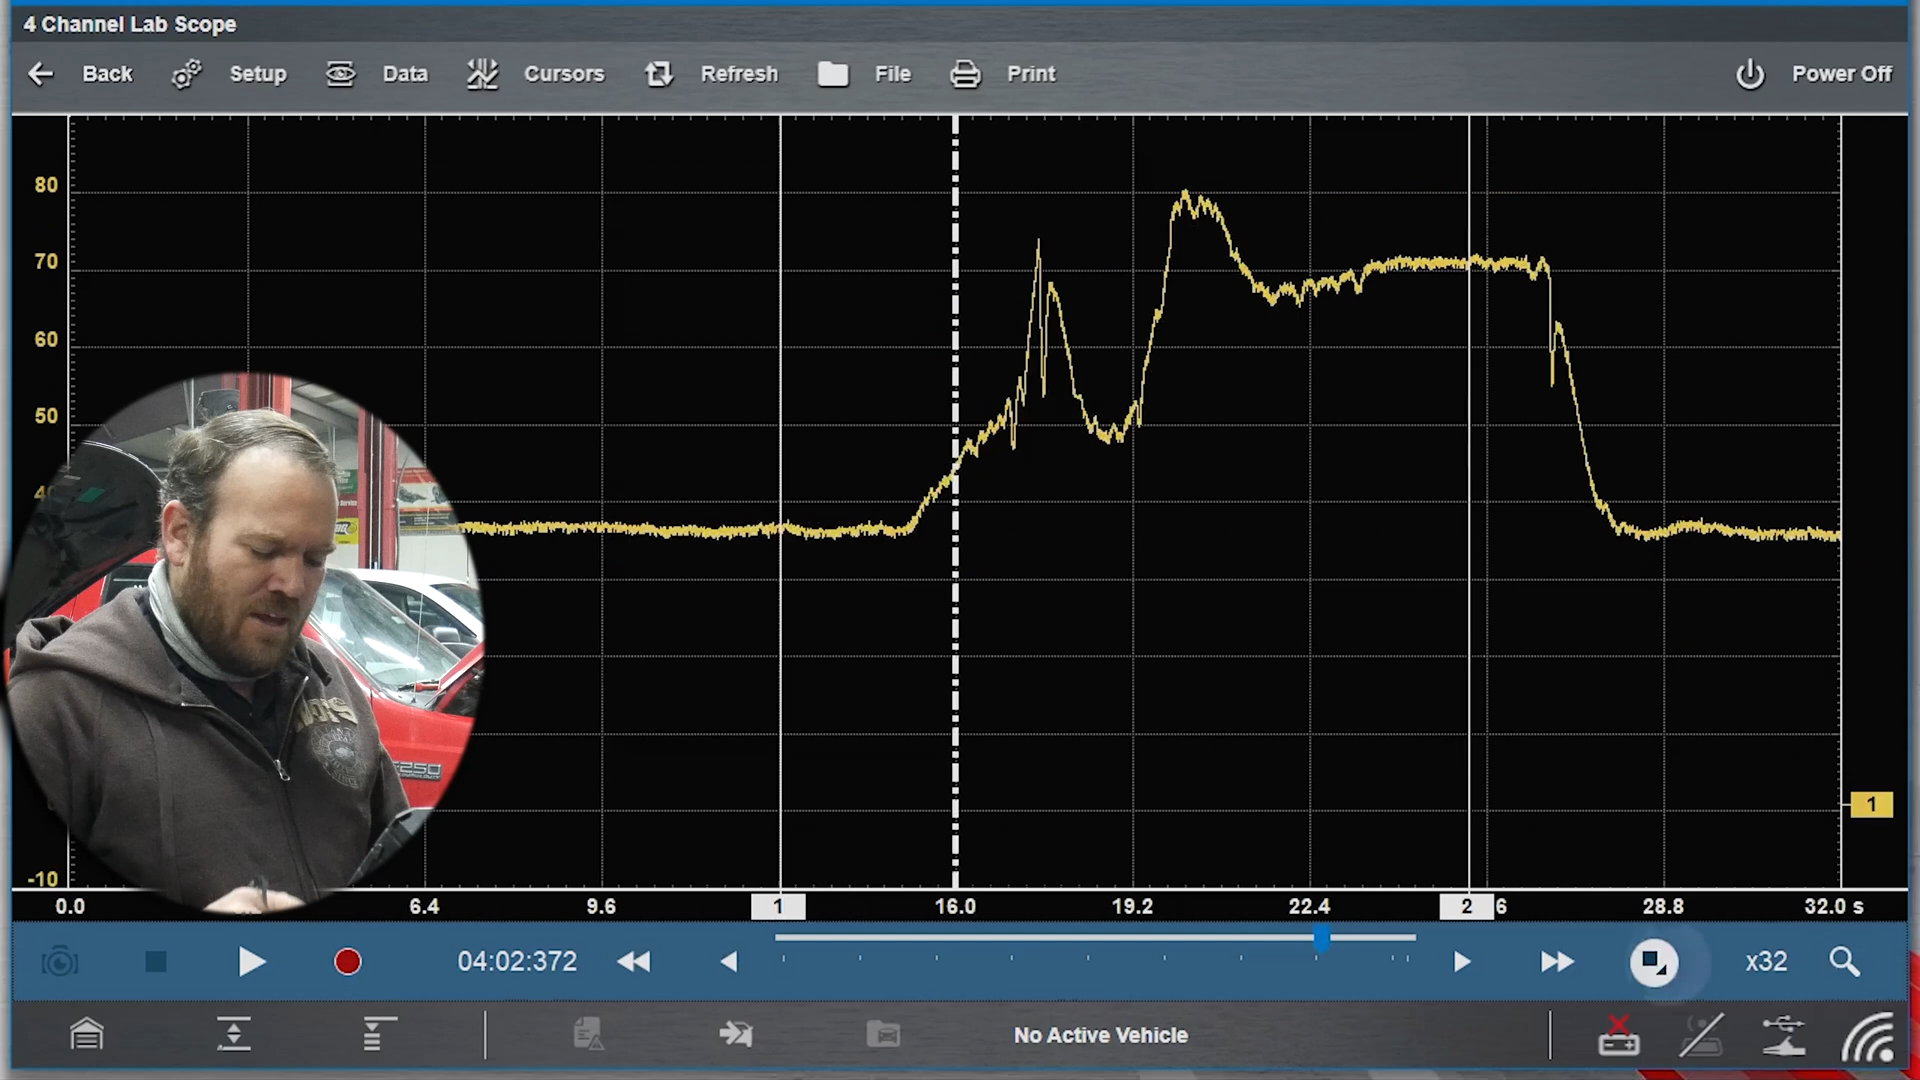 4 Channel Lab Scope
Back Setup Data Cursors Refresh File Print Power Off
80
70
60
50
-10
1
0.0 6.4 9.6 1 16.0 19.2 22.4 2 6 28.8 32.0 s
04:02:372 x32
No Active Vehicle